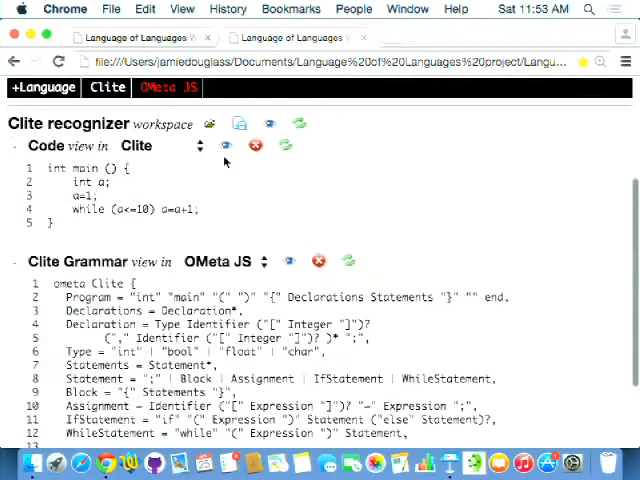 Chrome File Edit View History Bookmarks People Window Help Sat 11:53 AM
Language of Languages W × Language of Languages W ×
file:///Users/jamiedouglass/Documents/Language%20of%20Languages%20project/Langu...
+Language Clite OMeta JS
Clite recognizer workspace
- Code view in Clite
1 int main () {
2 int a;
3 a=1;
4 while (a<=10) a=a+1;
5 }
- Clite Grammar view in OMeta JS
1 ometa Clite {
2 Program = "int" "main" "(" ")" "{" Declarations Statements "}" "" end,
3 Declarations = Declaration*,
4 Declaration = Type Identifier ("[" Integer "]")?
5 ("," Identifier ("[" Integer "]")? )* ";",
6 Type = "int" | "bool" | "float" | "char",
7 Statements = Statement*,
8 Statement = ";" | Block | Assignment | IfStatement | WhileStatement,
9 Block = "{" Statements "}",
10 Assignment = Identifier ("[" Expression "]")? "=" Expression ";",
11 IfStatement = "if" "(" Expression ")" Statement ("else" Statement)?,
12 WhileStatement = "while" "(" Expression ")" Statement,